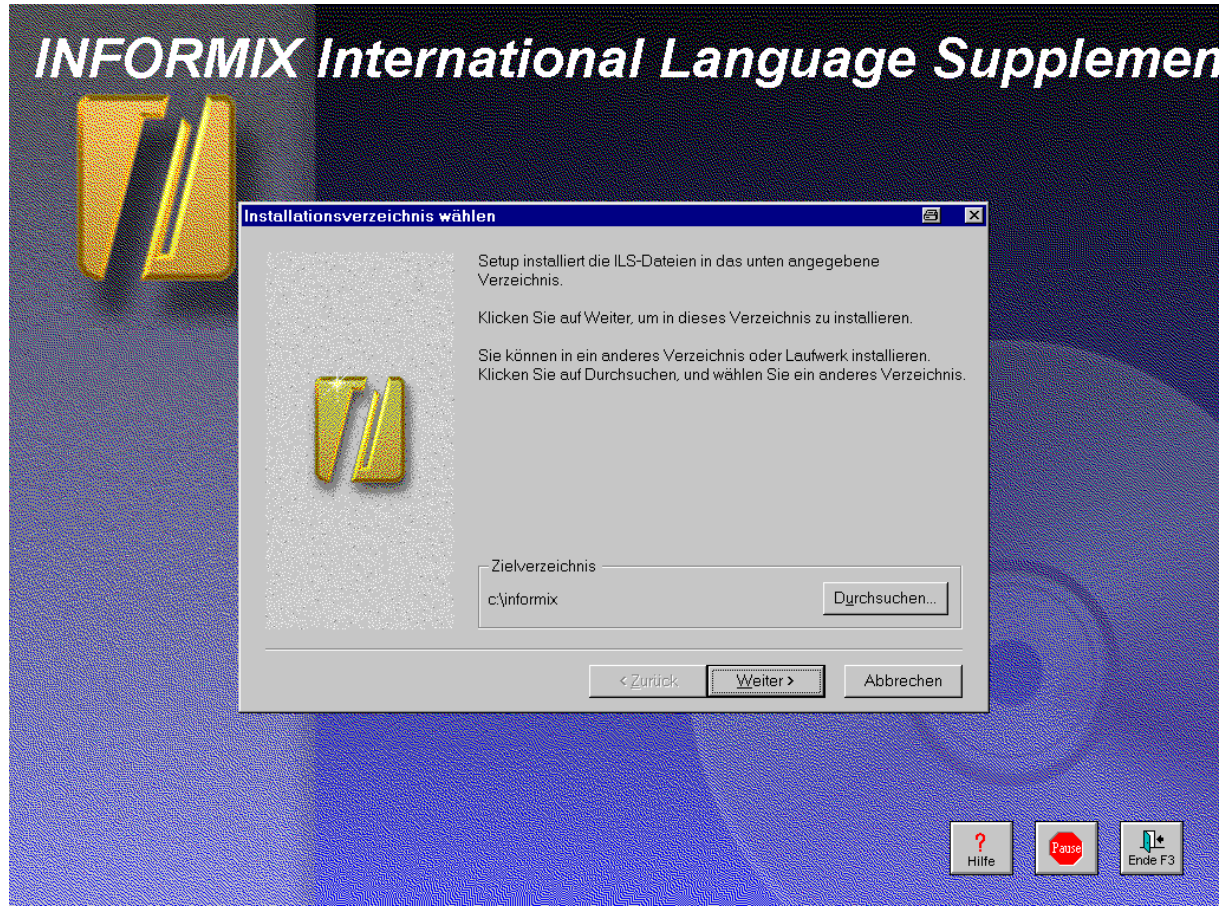 INFORMIX International Language Supplemen
Installationsverzeichnis wählen
Setup installiert die ILS-Dateien in das unten angegebene
Verzeichnis.
Klicken Sie auf Weiter, um in dieses Verzeichnis zu installieren.
Sie können in ein anderes Verzeichnis oder Laufwerk installieren.
Klicken Sie auf Durchsuchen, und wählen Sie ein anderes Verzeichnis.
Zielverzeichnis
c:\informix
Durchsuchen...
< Zurück
Weiter >
Abbrechen
?
Hilfe
Pause
Ende F3